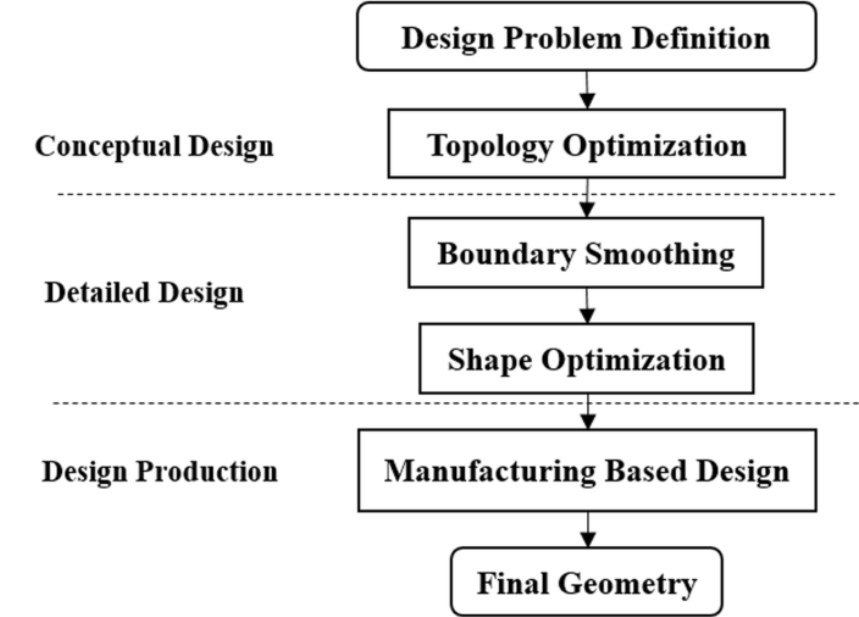 Design Problem Definition
Conceptual Design
Topology Optimization
Boundary Smoothing
Detailed Design
Shape Optimization
Design Production
Manufacturing Based Design
Final Geometry